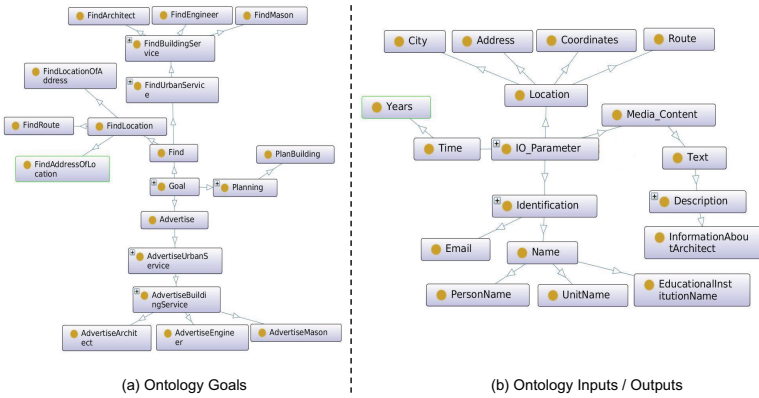 FindArchitect
FindEngineer
FindMason
FindBuildingSer
vice
FindLocationOfA
ddress
FindUrbanServic
e
FindRoute
FindLocation
FindAddressOfLo
cation
Find
PlanBuilding
Goal
Planning
Advertise
AdvertiseUrbanS
ervice
AdvertiseBuildi
ngService
AdvertiseArchit
ect
AdvertiseEngine
er
AdvertiseMason
(a) Ontology Goals
City
Address
Coordinates
Route
Location
Years
Media_Content
Time
IO_Parameter
Text
Identification
Description
Email
Name
InformationAbou
tArchitect
PersonName
UnitName
EducationalInst
itutionName
(b) Ontology Inputs / Outputs